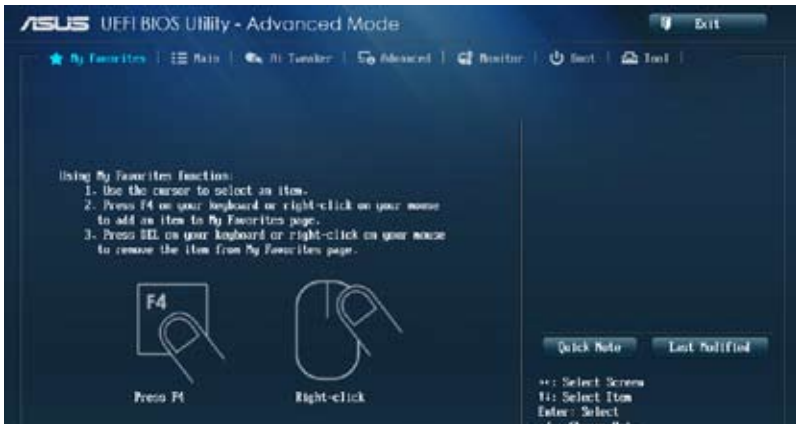 ASUS UEFI BIOS Utility - Advanced Mode
Exit
My Favorites | Main | Ai Tweaker | Advanced | Monitor | Boot | Tool |
Using My Favorites function:
1. Use the cursor to select an item.
2. Press F4 on your keyboard or right-click on your mouse
to add an item to My Favorites page.
3. Press DEL on your keyboard or right-click on your mouse
to remove the item from My Favorites page.
F4
Press F4
Right-click
Quick Note
Last Modified
: Select Screen
: Select Item
Enter: Select